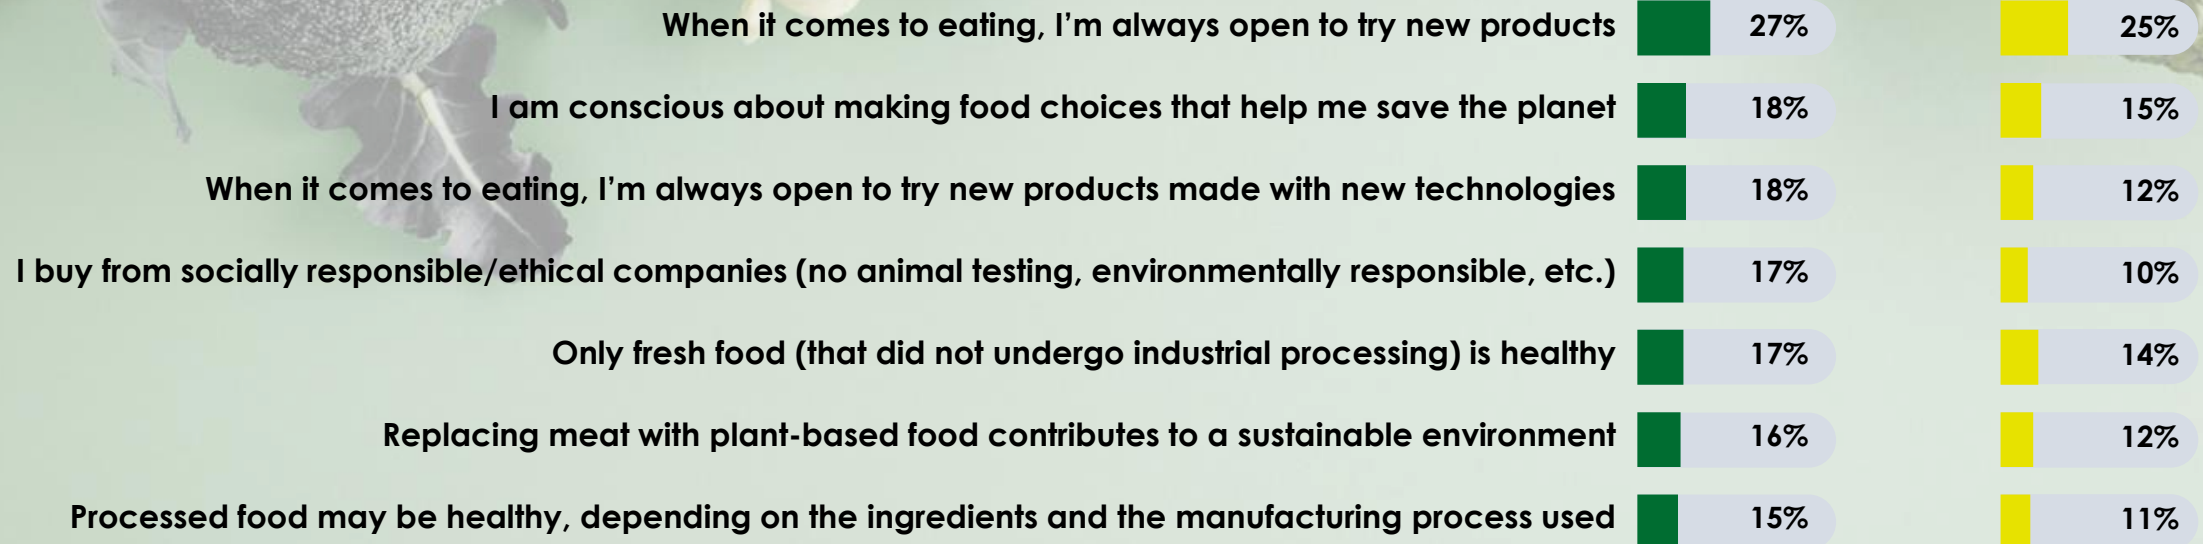 When it comes to eating, I’m always open to try new products 27% 25%
I am conscious about making food choices that help me save the planet 18% 15%
When it comes to eating, I’m always open to try new products made with new technologies 18% 12%
I buy from socially responsible/ethical companies (no animal testing, environmentally responsible, etc.) 17% 10%
Only fresh food (that did not undergo industrial processing) is healthy 17% 14%
Replacing meat with plant-based food contributes to a sustainable environment 16% 12%
Processed food may be healthy, depending on the ingredients and the manufacturing process used 15% 11%